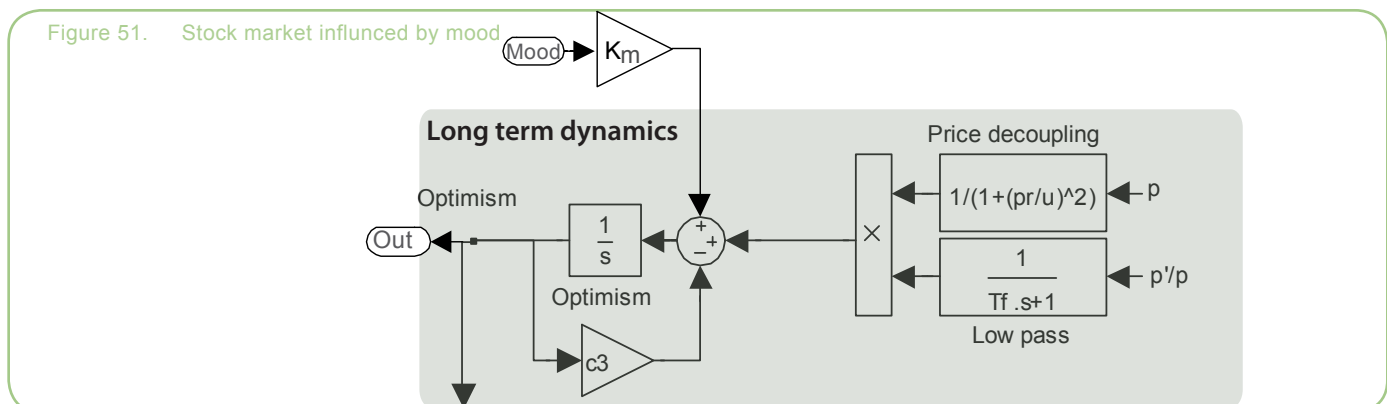 Figure 51. Stock market influnced by mood
Mood
Km
Long term dynamics
Price decoupling
1/(1+(pr/u)^2)
p
Optimism
Out
1
s
+
+
−
×
1
Tf .s+1
p'/p
Optimism
Low pass
c3